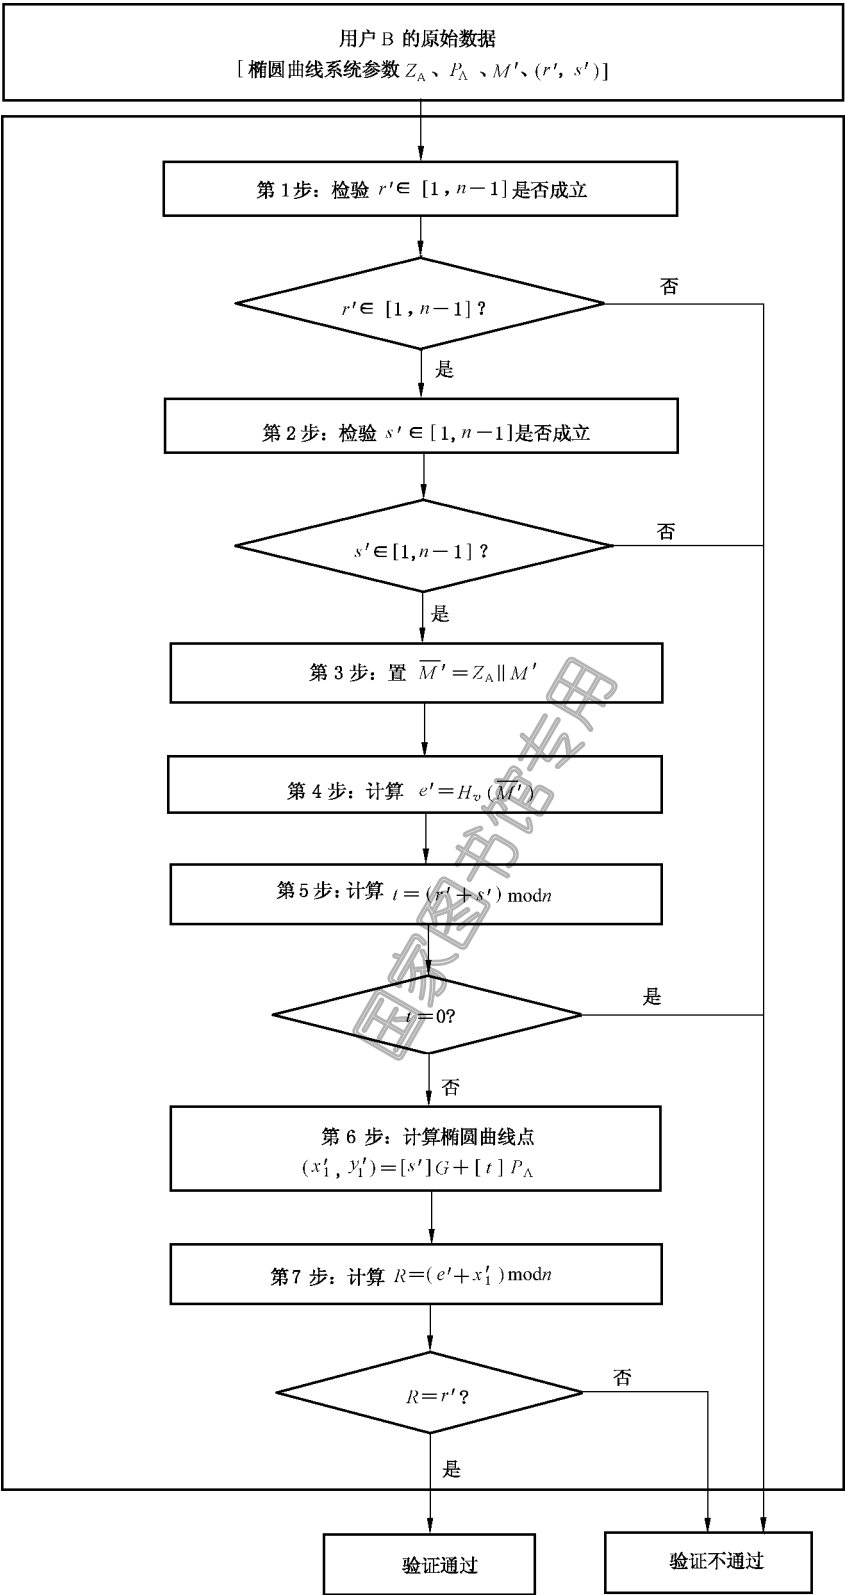 用户B 的原始数据
[椭圆曲线系统参数 Z_A、P_A、M′、(r′, s′)]
第1步：检验 r′∈ [1, n−1]是否成立
r′∈ [1, n−1]?
否
是
第2步：检验 s′∈[1, n−1]是否成立
s′∈[1,n−1]?
否
是
第3步：置 M̅′=Z_A‖M′
第4步：计算 e′=H_v(M̅′)
第5步：计算 t=(r′+s′) modn
t=0?
是
否
第6步：计算椭圆曲线点
(x′₁, y′₁)=[s′]G+[t]P_A
第7步：计算 R=(e′+x′₁)modn
R=r′?
否
是
验证通过
验证不通过
国家图书馆专用